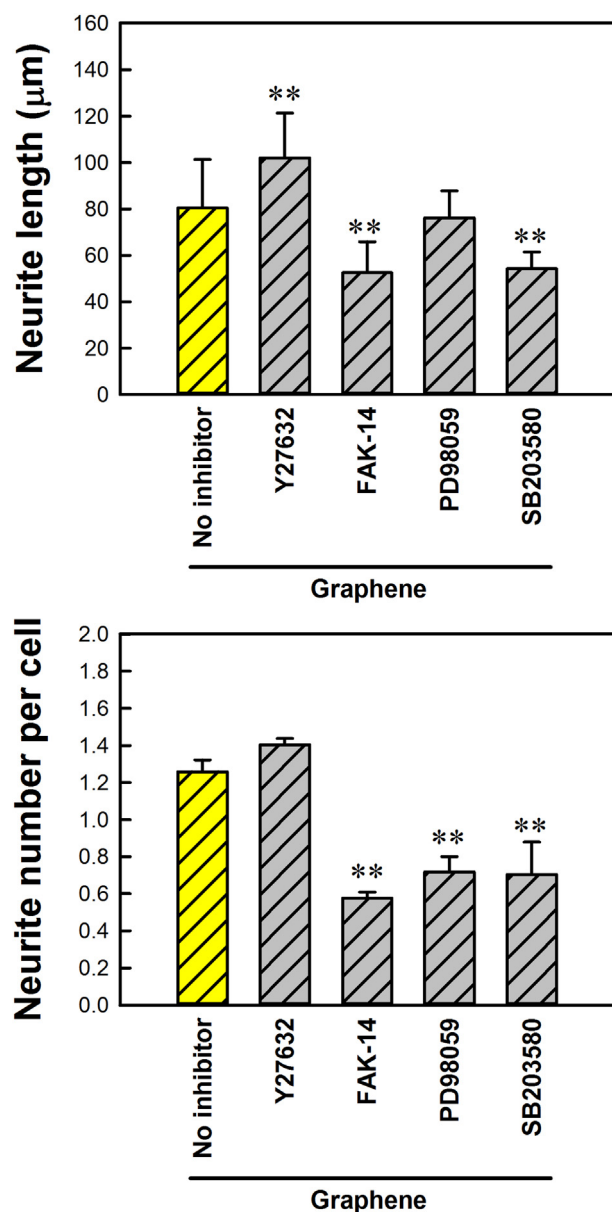 Neurite length (μm)
160
140
120
100
80
60
40
20
0
**
**
**
No inhibitor
Y27632
FAK-14
PD98059
SB203580
Graphene
Neurite number per cell
2.0
1.8
1.6
1.4
1.2
1.0
0.8
0.6
0.4
0.2
0.0
**
**
**
No inhibitor
Y27632
FAK-14
PD98059
SB203580
Graphene